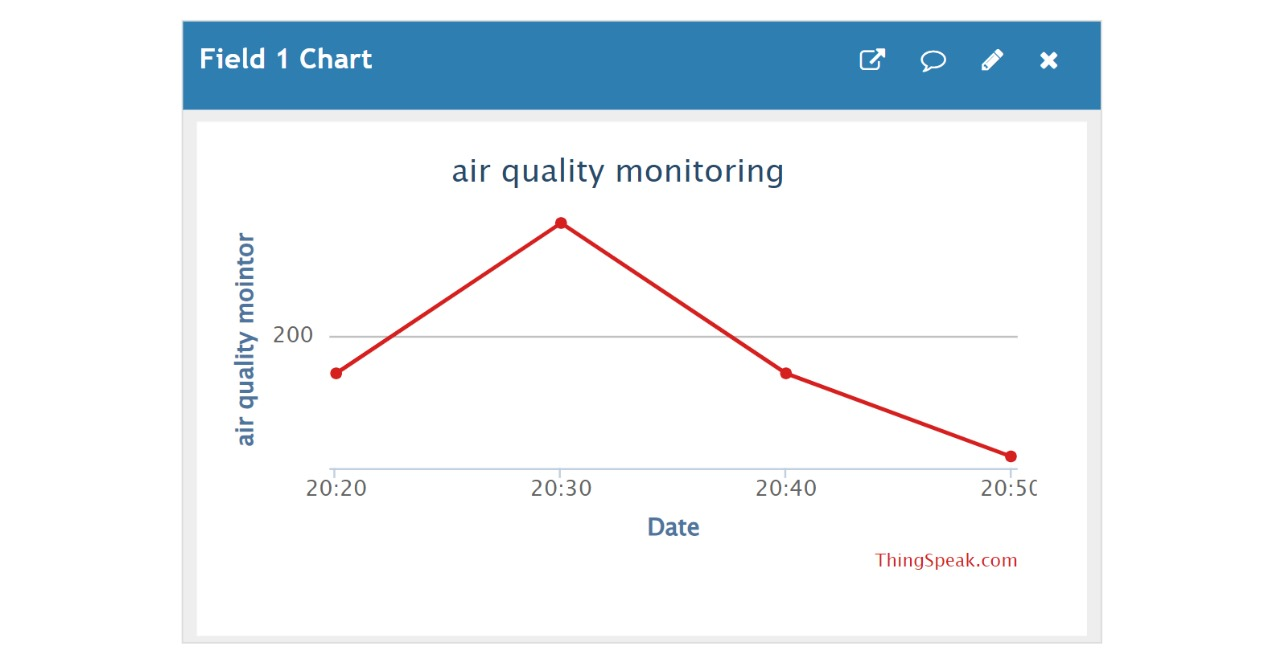 Field 1 Chart
air quality monitoring
air quality mointor
200
20:20 20:30 20:40 20:50
Date
ThingSpeak.com